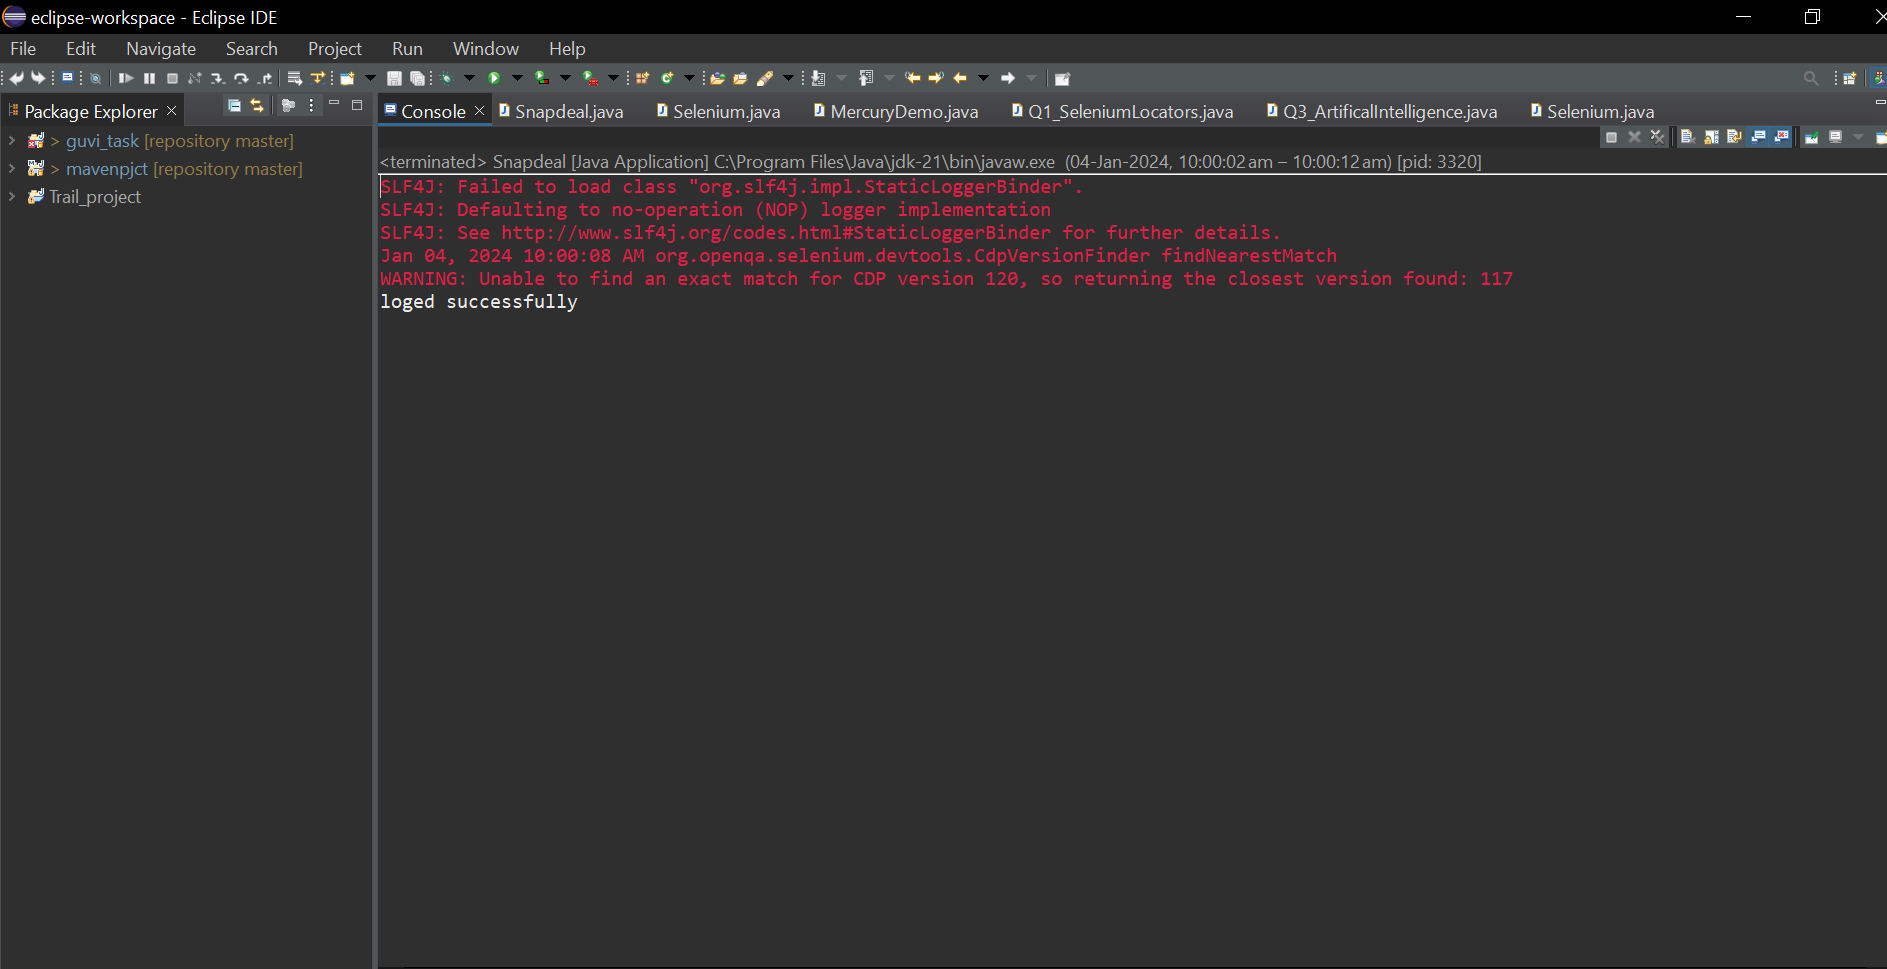 eclipse-workspace - Eclipse IDE
File Edit Navigate Search Project Run Window Help
Package Explorer
Console Snapdeal.java Selenium.java MercuryDemo.java Q1_SeleniumLocators.java Q3_ArtificalIntelligence.java Selenium.java
> guvi_task [repository master]
> mavenpjct [repository master]
Trail_project
<terminated> Snapdeal [Java Application] C:\Program Files\Java\jdk-21\bin\javaw.exe (04-Jan-2024, 10:00:02 am – 10:00:12 am) [pid: 3320]
SLF4J: Failed to load class "org.slf4j.impl.StaticLoggerBinder".
SLF4J: Defaulting to no-operation (NOP) logger implementation
SLF4J: See http://www.slf4j.org/codes.html#StaticLoggerBinder for further details.
Jan 04, 2024 10:00:08 AM org.openqa.selenium.devtools.CdpVersionFinder findNearestMatch
WARNING: Unable to find an exact match for CDP version 120, so returning the closest version found: 117
loged successfully